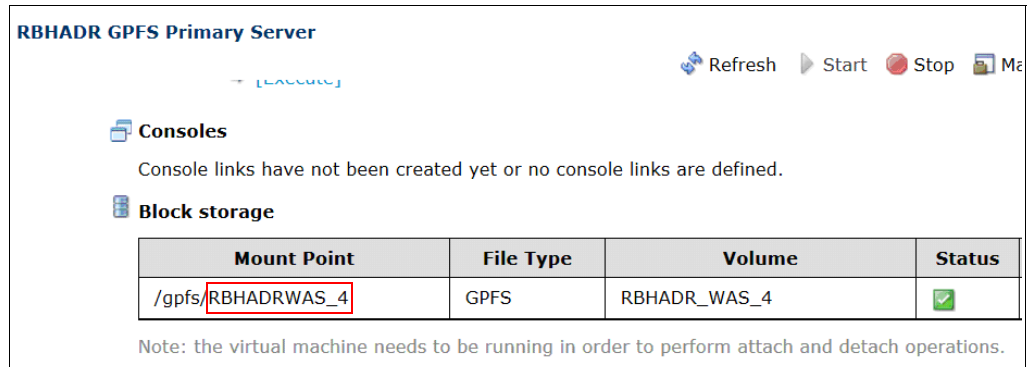 RBHADR GPFS Primary Server
Refresh Start Stop
[Execute]
Consoles
Console links have not been created yet or no console links are defined.
Block storage
Mount Point File Type Volume Status
/gpfs/RBHADRWAS_4 GPFS RBHADR_WAS_4
Note: the virtual machine needs to be running in order to perform attach and detach operations.